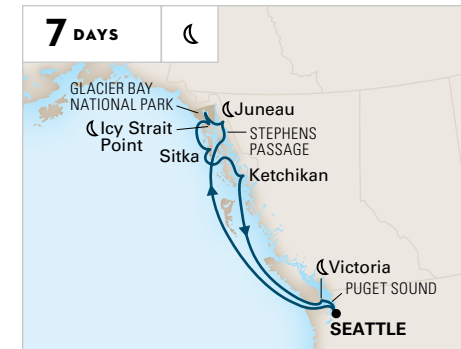 7 DAYS
GLACIER BAY
NATIONAL PARK
Juneau
Icy Strait
Point
STEPHENS
PASSAGE
Sitka
Ketchikan
Victoria
PUGET SOUND
SEATTLE